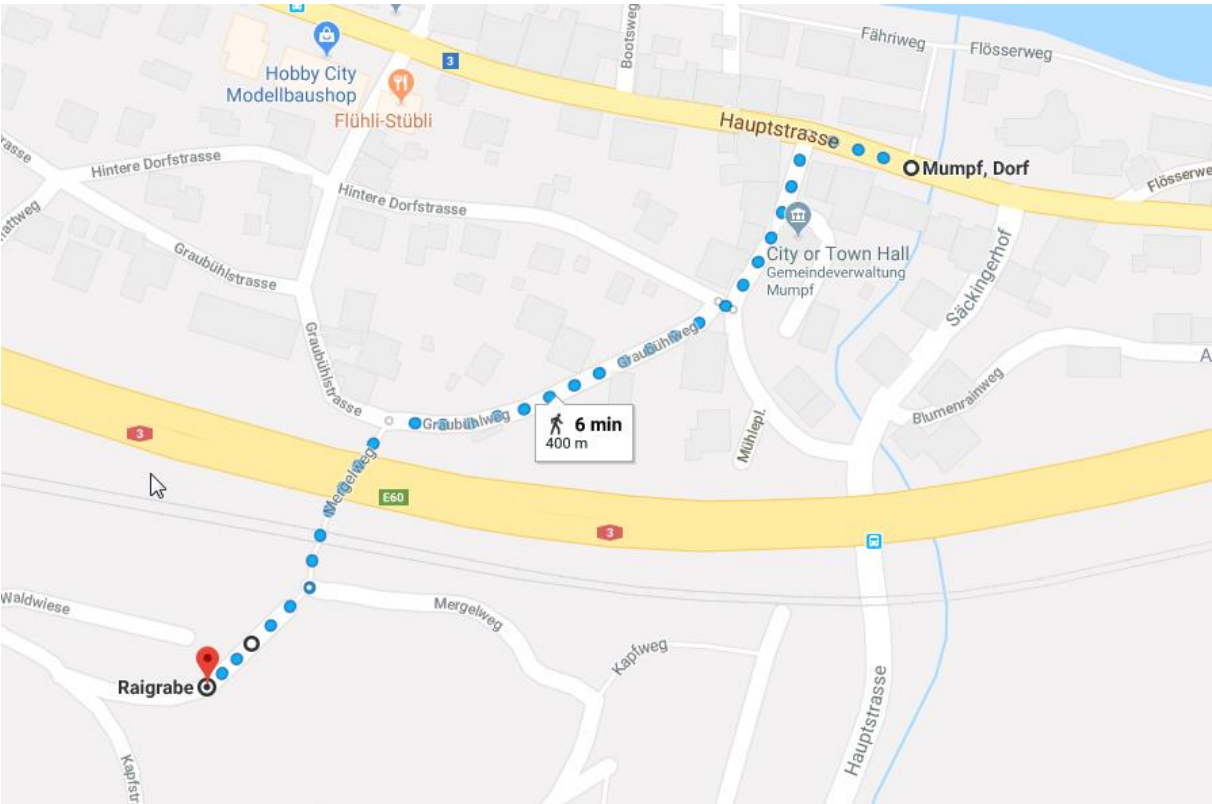 Bootsweg
Fähriweg
Flösserweg
3
Hobby City
Modellbaushop
Flühli-Stübli
Hauptstrasse
Mumpf, Dorf
Flösserwe
rasse
Hintere Dorfstrasse
Hintere Dorfstrasse
attweg
Graubühlstrasse
City or Town Hall
Gemeindeverwaltung
Mumpf
Säckingerhof
Graubühlstrasse
Graubühlweg
Graubühlweg
6 min
400 m
Mühlepl.
Blumenrainweg
A
3
Mergelweg
E60
3
Waldwiese
Mergelweg
Kapfweg
Raigrabe
Hauptstrasse
Kapfstr